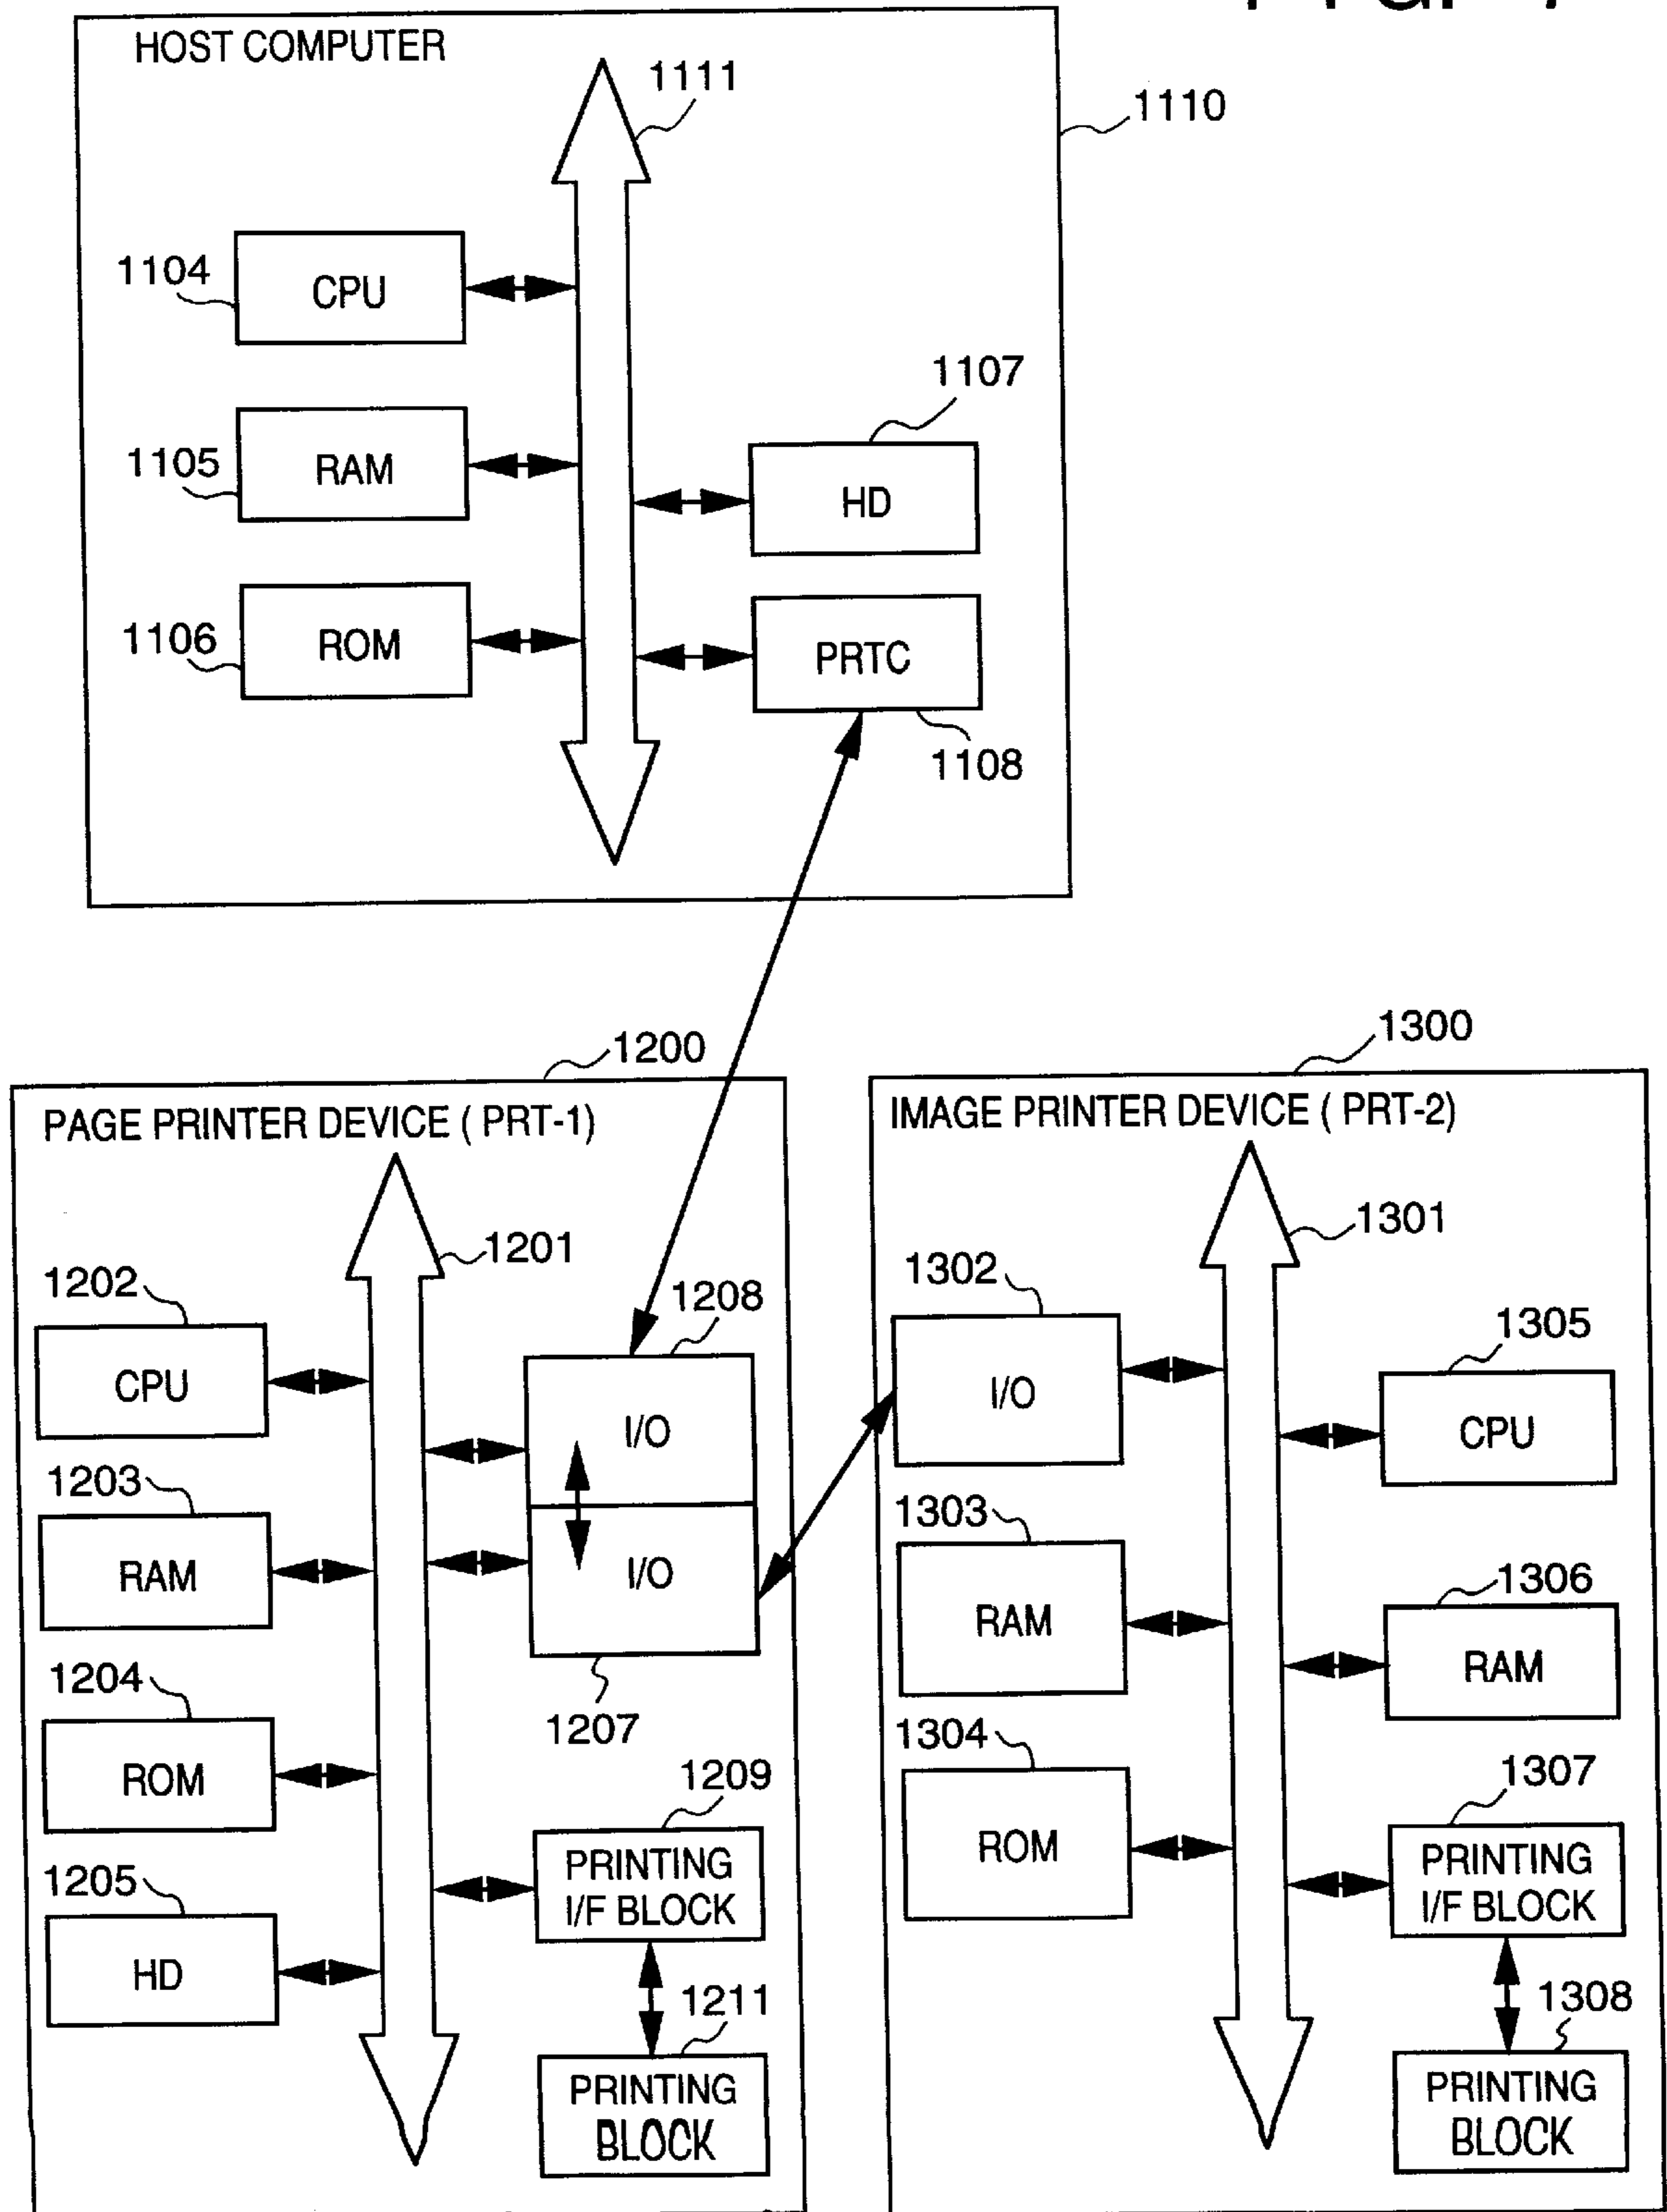 HOST COMPUTER
1111
1110
1104
CPU
1107
1105
RAM
HD
1106
ROM
PRTC
1108
1200
PAGE PRINTER DEVICE ( PRT-1)
1201
1202
CPU
1208
I/O
1203
RAM
I/O
1207
1204
ROM
1209
PRINTING
I/F BLOCK
1205
HD
1211
PRINTING
BLOCK
1300
IMAGE PRINTER DEVICE ( PRT-2)
1301
1302
I/O
1305
CPU
1303
RAM
1306
RAM
1304
ROM
1307
PRINTING
I/F BLOCK
1308
PRINTING
BLOCK